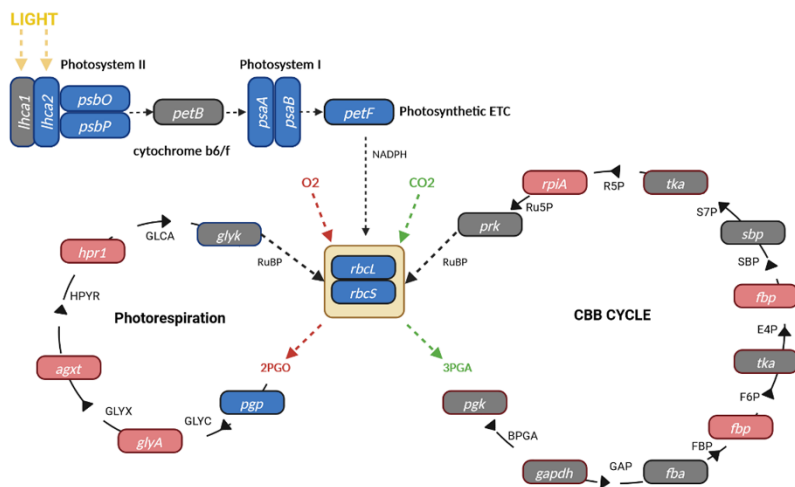 LIGHT
Photosystem II
Photosystem I
lhca1
lhca2
psbO
psbP
petB
psaA
psaB
petF
Photosynthetic ETC
cytochrome b6/f
NADPH
O2
CO2
rpiA
R5P
tka
Ru5P
S7P
GLCA
glyk
prk
sbp
hpr1
RuBP
RuBP
SBP
rbcL
rbcS
fbp
HPYR
Photorespiration
CBB CYCLE
E4P
agxt
2PGO
3PGA
tka
F6P
GLYX
pgp
pgk
GLYC
fbp
glyA
BPGA
FBP
GAP
gapdh
fba